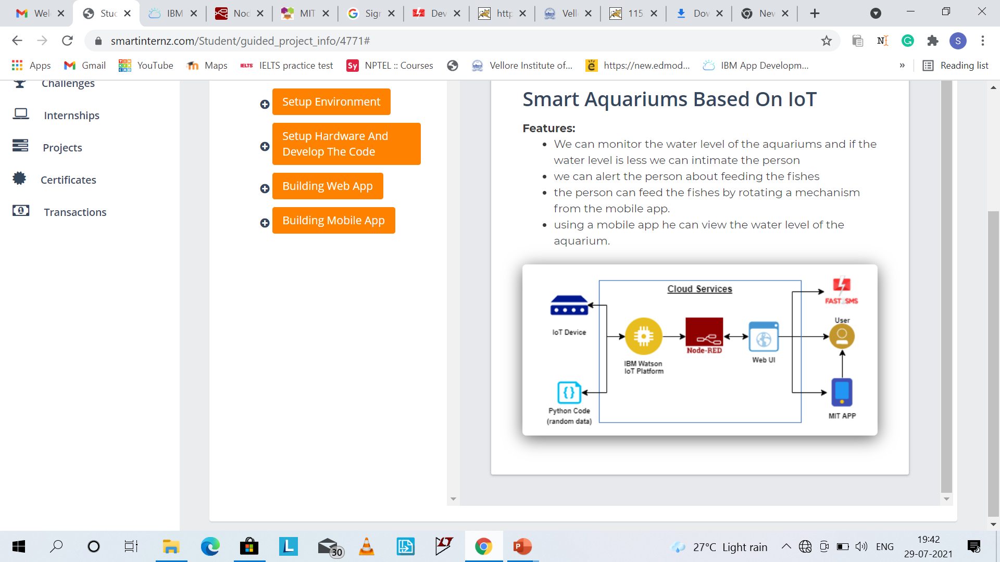 Wel
Stuc
IBM
Nod
MIT
Sign
Dev
http
Vell
115
Dov
New
smartinternz.com/Student/guided_project_info/4771#
S
Apps
Gmail
YouTube
Maps
IELTS IELTS practice test
Sy NPTEL :: Courses
Vellore Institute of...
https://new.edmod...
IBM App Developm...
»
Reading list
Challenges
Internships
Projects
Certificates
Transactions
Setup Environment
Setup Hardware And
Develop The Code
Building Web App
Building Mobile App
Smart Aquariums Based On IoT
Features:
We can monitor the water level of the aquariums and if the
water level is less we can intimate the person
we can alert the person about feeding the fishes
the person can feed the fishes by rotating a mechanism
from the mobile app.
using a mobile app he can view the water level of the
aquarium.
Cloud Services
FAST2SMS
User
IoT Device
Node-RED
Web UI
IBM Watson
IoT Platform
Python Code
(random data)
MIT APP
L
30
27°C Light rain
ENG
19:42
29-07-2021